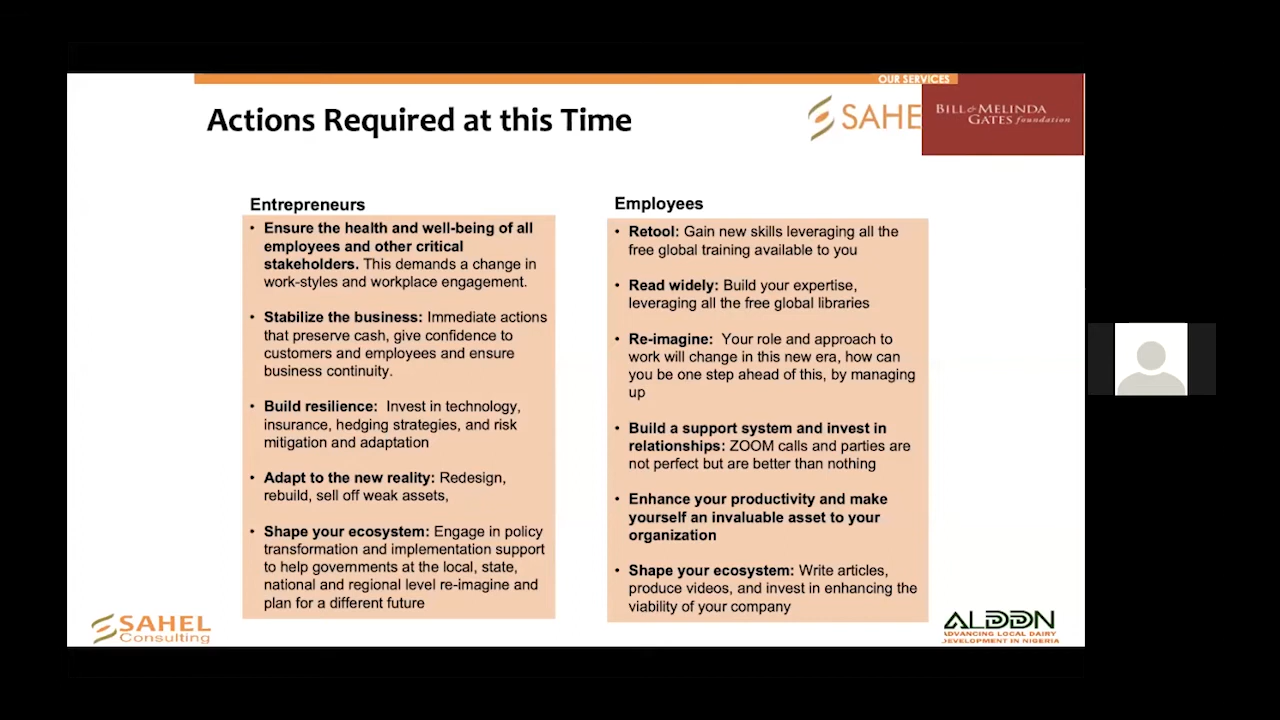 OUR SERVICES
Actions Required at this Time
SAHE
BILL & MELINDA
GATES foundation
Entrepreneurs
• Ensure the health and well-being of all
employees and other critical
stakeholders. This demands a change in
work-styles and workplace engagement.
• Stabilize the business: Immediate actions
that preserve cash, give confidence to
customers and employees and ensure
business continuity.
• Build resilience: Invest in technology,
insurance, hedging strategies, and risk
mitigation and adaptation
• Adapt to the new reality: Redesign,
rebuild, sell off weak assets,
• Shape your ecosystem: Engage in policy
transformation and implementation support
to help governments at the local, state,
national and regional level re-imagine and
plan for a different future
Employees
• Retool: Gain new skills leveraging all the
free global training available to you
• Read widely: Build your expertise,
leveraging all the free global libraries
• Re-imagine: Your role and approach to
work will change in this new era, how can
you be one step ahead of this, by managing
up
• Build a support system and invest in
relationships: ZOOM calls and parties are
not perfect but are better than nothing
• Enhance your productivity and make
yourself an invaluable asset to your
organization
• Shape your ecosystem: Write articles,
produce videos, and invest in enhancing the
viability of your company
SAHEL
Consulting
ALDDN
ADVANCING LOCAL DAIRY
DEVELOPMENT IN NIGERIA